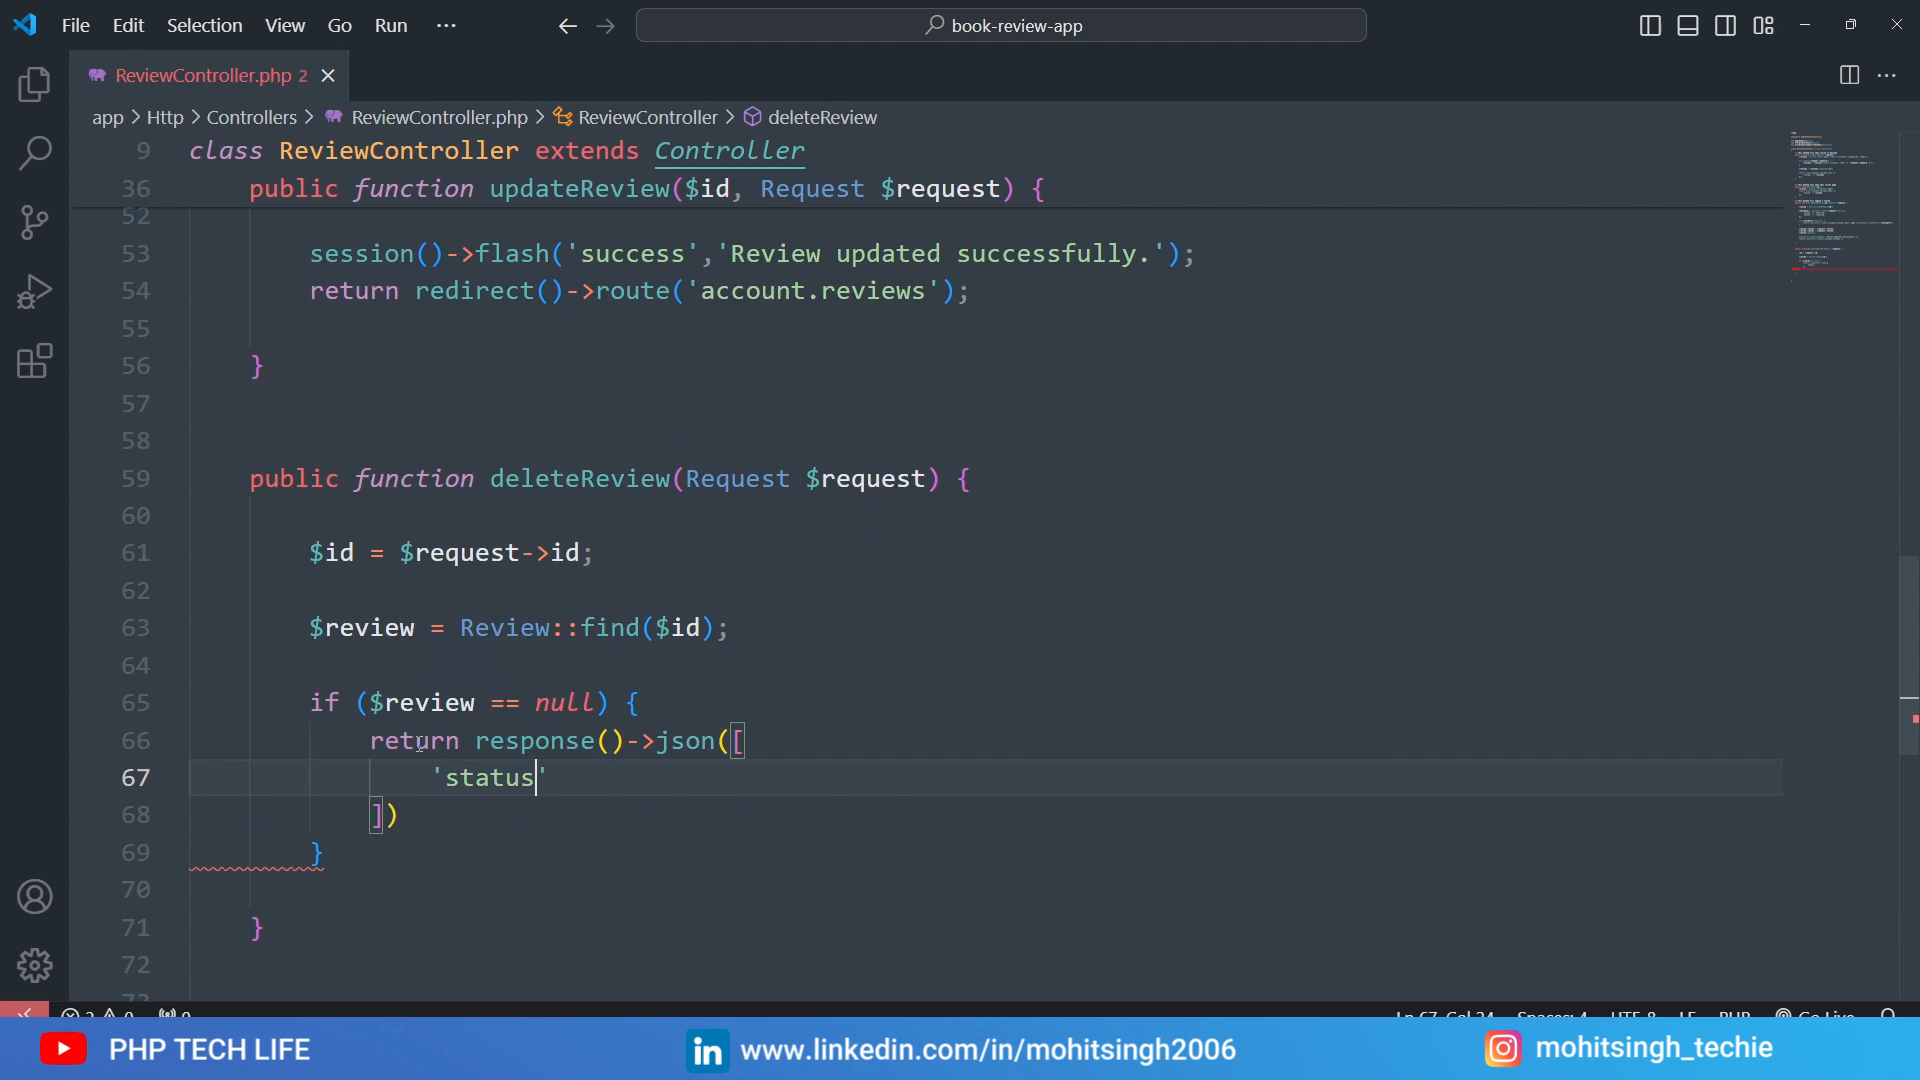 File Edit Selection View Go Run ···
book-review-app
ReviewController.php 2
app > Http > Controllers > ReviewController.php > ReviewController > deleteReview
9 class ReviewController extends Controller
36 public function updateReview($id, Request $request) {
52
53 session()->flash('success','Review updated successfully.');
54 return redirect()->route('account.reviews');
55
56 }
57
58
59 public function deleteReview(Request $request) {
60
61 $id = $request->id;
62
63 $review = Review::find($id);
64
65 if ($review == null) {
66 return response()->json([
67 'status'
68 ])
69 }
70
71 }
72
PHP TECH LIFE
www.linkedin.com/in/mohitsingh2006
mohitsingh_techie